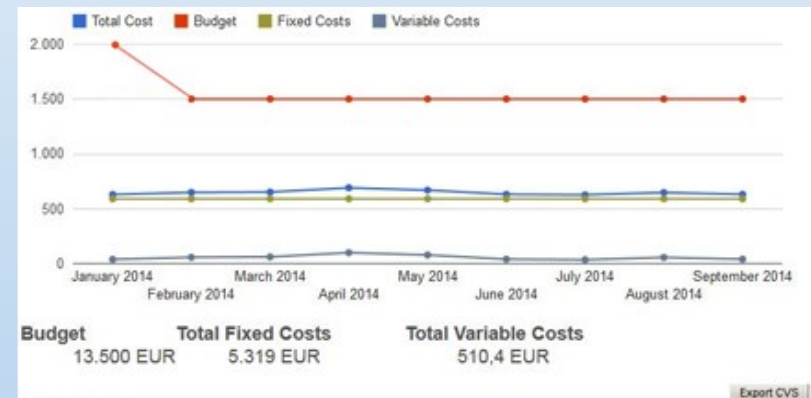 Total Cost Budget Fixed Costs Variable Costs
2.000
1.500
1.000
500
0
January 2014 March 2014 May 2014 July 2014 September 2014
February 2014 April 2014 June 2014 August 2014
Budget Total Fixed Costs Total Variable Costs
13.500 EUR 5.319 EUR 510,4 EUR
Export CVS